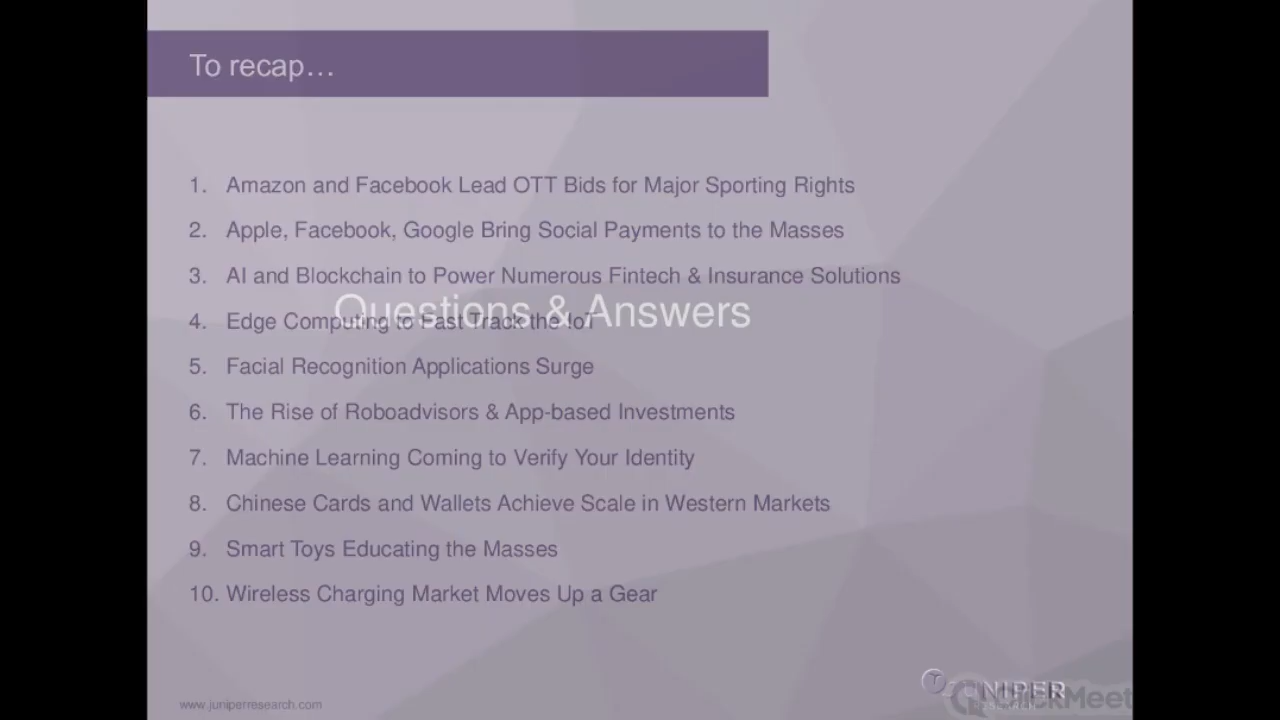 To recap…
1. Amazon and Facebook Lead OTT Bids for Major Sporting Rights
2. Apple, Facebook, Google Bring Social Payments to the Masses
3. AI and Blockchain to Power Numerous Fintech & Insurance Solutions
Questions & Answers
4. Edge Computing to Fast Track the IoT
5. Facial Recognition Applications Surge
6. The Rise of Roboadvisors & App-based Investments
7. Machine Learning Coming to Verify Your Identity
8. Chinese Cards and Wallets Achieve Scale in Western Markets
9. Smart Toys Educating the Masses
10. Wireless Charging Market Moves Up a Gear
www.juniperresearch.com
JUNIPER
RESEARCH
ClickMeet